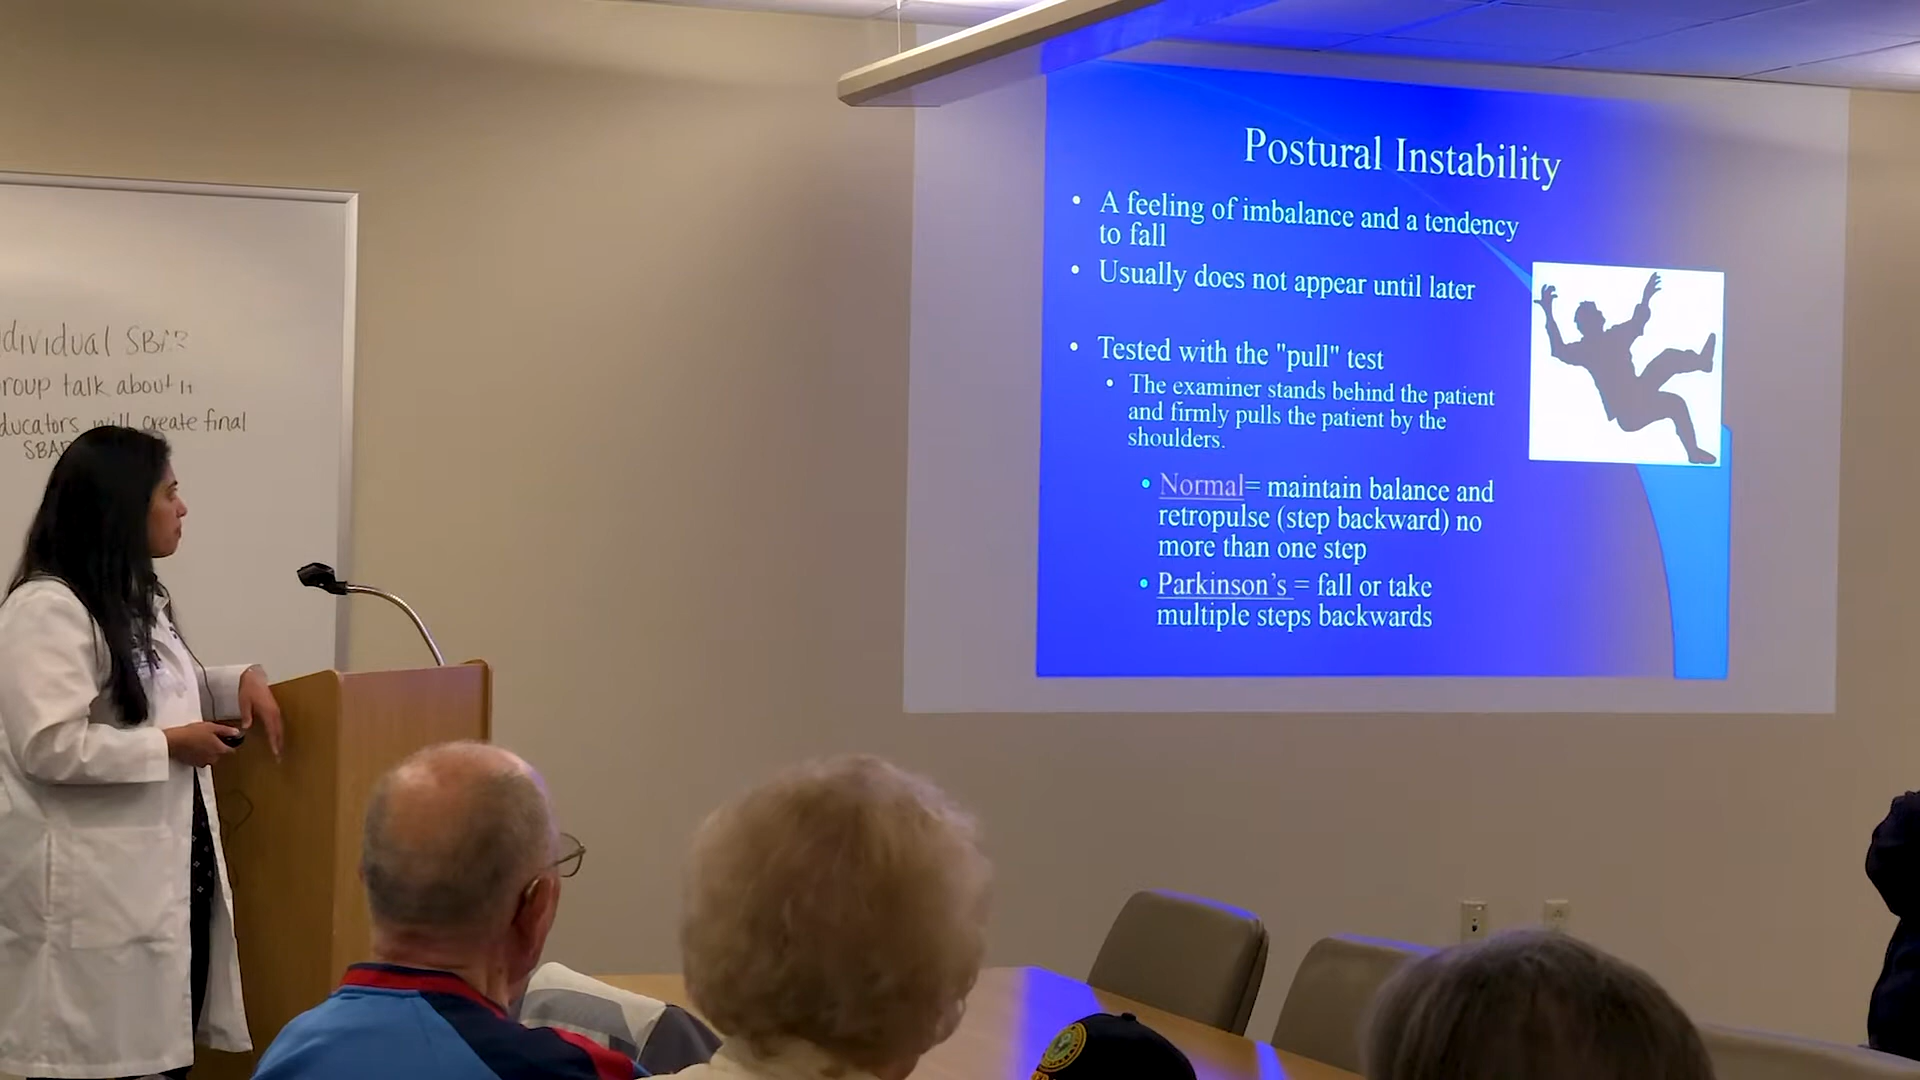 Postural Instability
• A feeling of imbalance and a tendency
to fall
• Usually does not appear until later
• Tested with the "pull" test
• The examiner stands behind the patient
and firmly pulls the patient by the
shoulders.
• Normal= maintain balance and
retropulse (step backward) no
more than one step
• Parkinson's = fall or take
multiple steps backwards
dividual
roup talk about it
ducators will create final